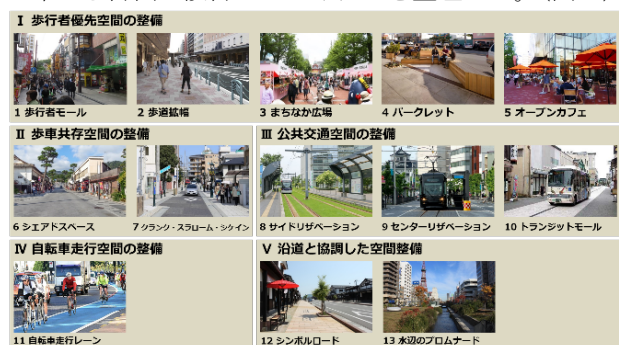 Ⅰ 歩行者優先空間の整備
1 歩行者モール
2 歩道拡幅
3 まちなか広場
4 パークレット
5 オープンカフェ
Ⅱ 歩車共存空間の整備
Ⅲ 公共交通空間の整備
6 シェアドスペース
7 クランク・スラローム・シケイン
8 サイドリザベーション
9 センターリザベーション
10 トランジットモール
Ⅳ 自転車走行空間の整備
Ⅴ 沿道と協調した空間整備
11 自転車走行レーン
12 シンボルロード
13 水辺のプロムナード